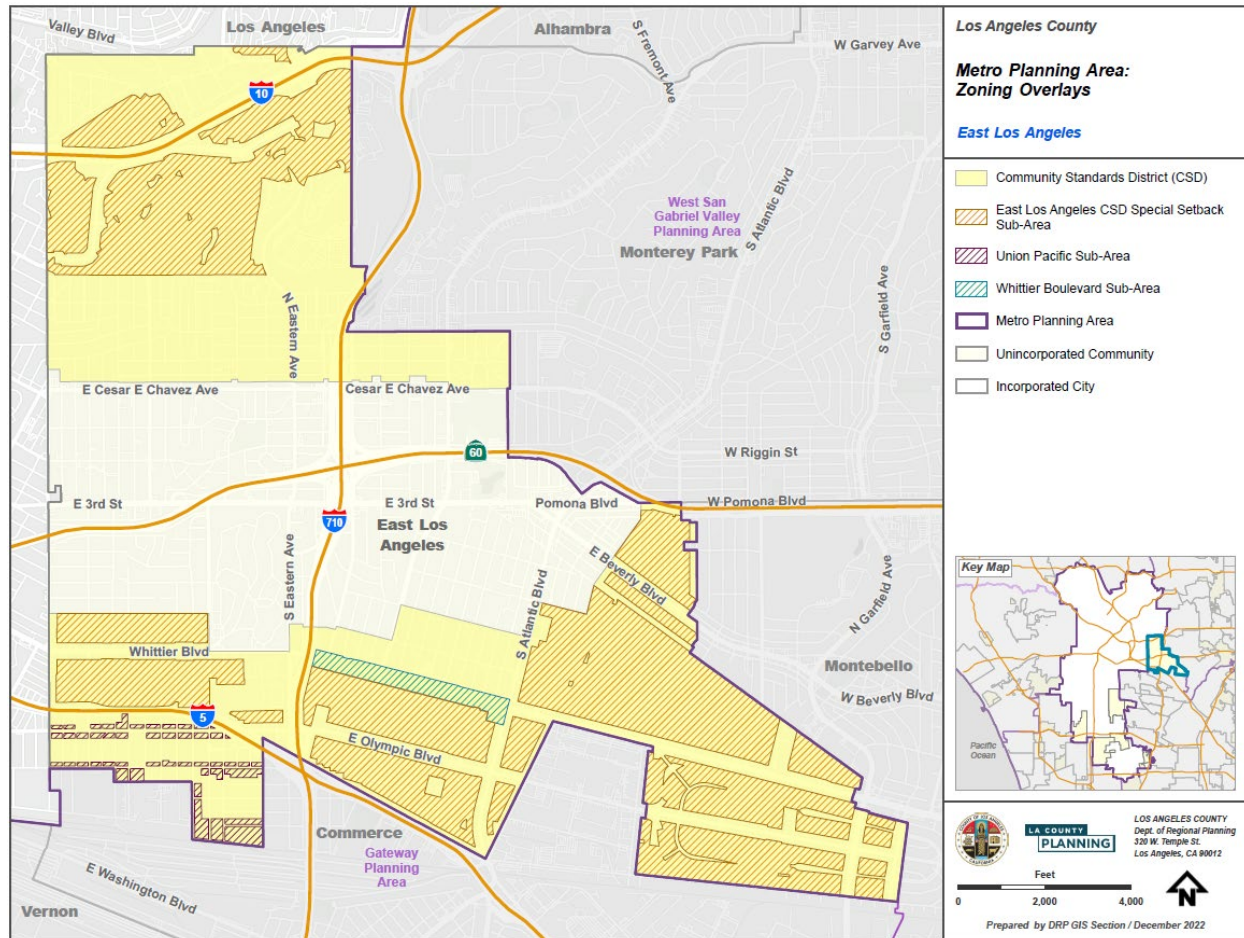 Los Angeles
Valley Blvd
Alhambra
S Fremont Ave
W Garvey Ave
10
West San
Gabriel Valley
Planning Area
Monterey Park
S Atlantic Blvd
S Garfield Ave
N Eastern Ave
E Cesar E Chavez Ave
Cesar E Chavez Ave
60
W Riggin St
E 3rd St
E 3rd St
Pomona Blvd
W Pomona Blvd
710
East Los
Angeles
S Eastern Ave
E Beverly Blvd
S Atlantic Blvd
N Garfield Ave
Whittier Blvd
Montebello
W Beverly Blvd
5
E Olympic Blvd
Commerce
Gateway
Planning
Area
E Washington Blvd
Vernon
Los Angeles County
Metro Planning Area:
Zoning Overlays
East Los Angeles
Community Standards District (CSD)
East Los Angeles CSD Special Setback
Sub-Area
Union Pacific Sub-Area
Whittier Boulevard Sub-Area
Metro Planning Area
Unincorporated Community
Incorporated City
Key Map
Pacific
Ocean
LA COUNTY
PLANNING
LOS ANGELES COUNTY
Dept. of Regional Planning
320 W. Temple St.
Los Angeles, CA 90012
Feet
0 2,000 4,000
N
Prepared by DRP GIS Section / December 2022